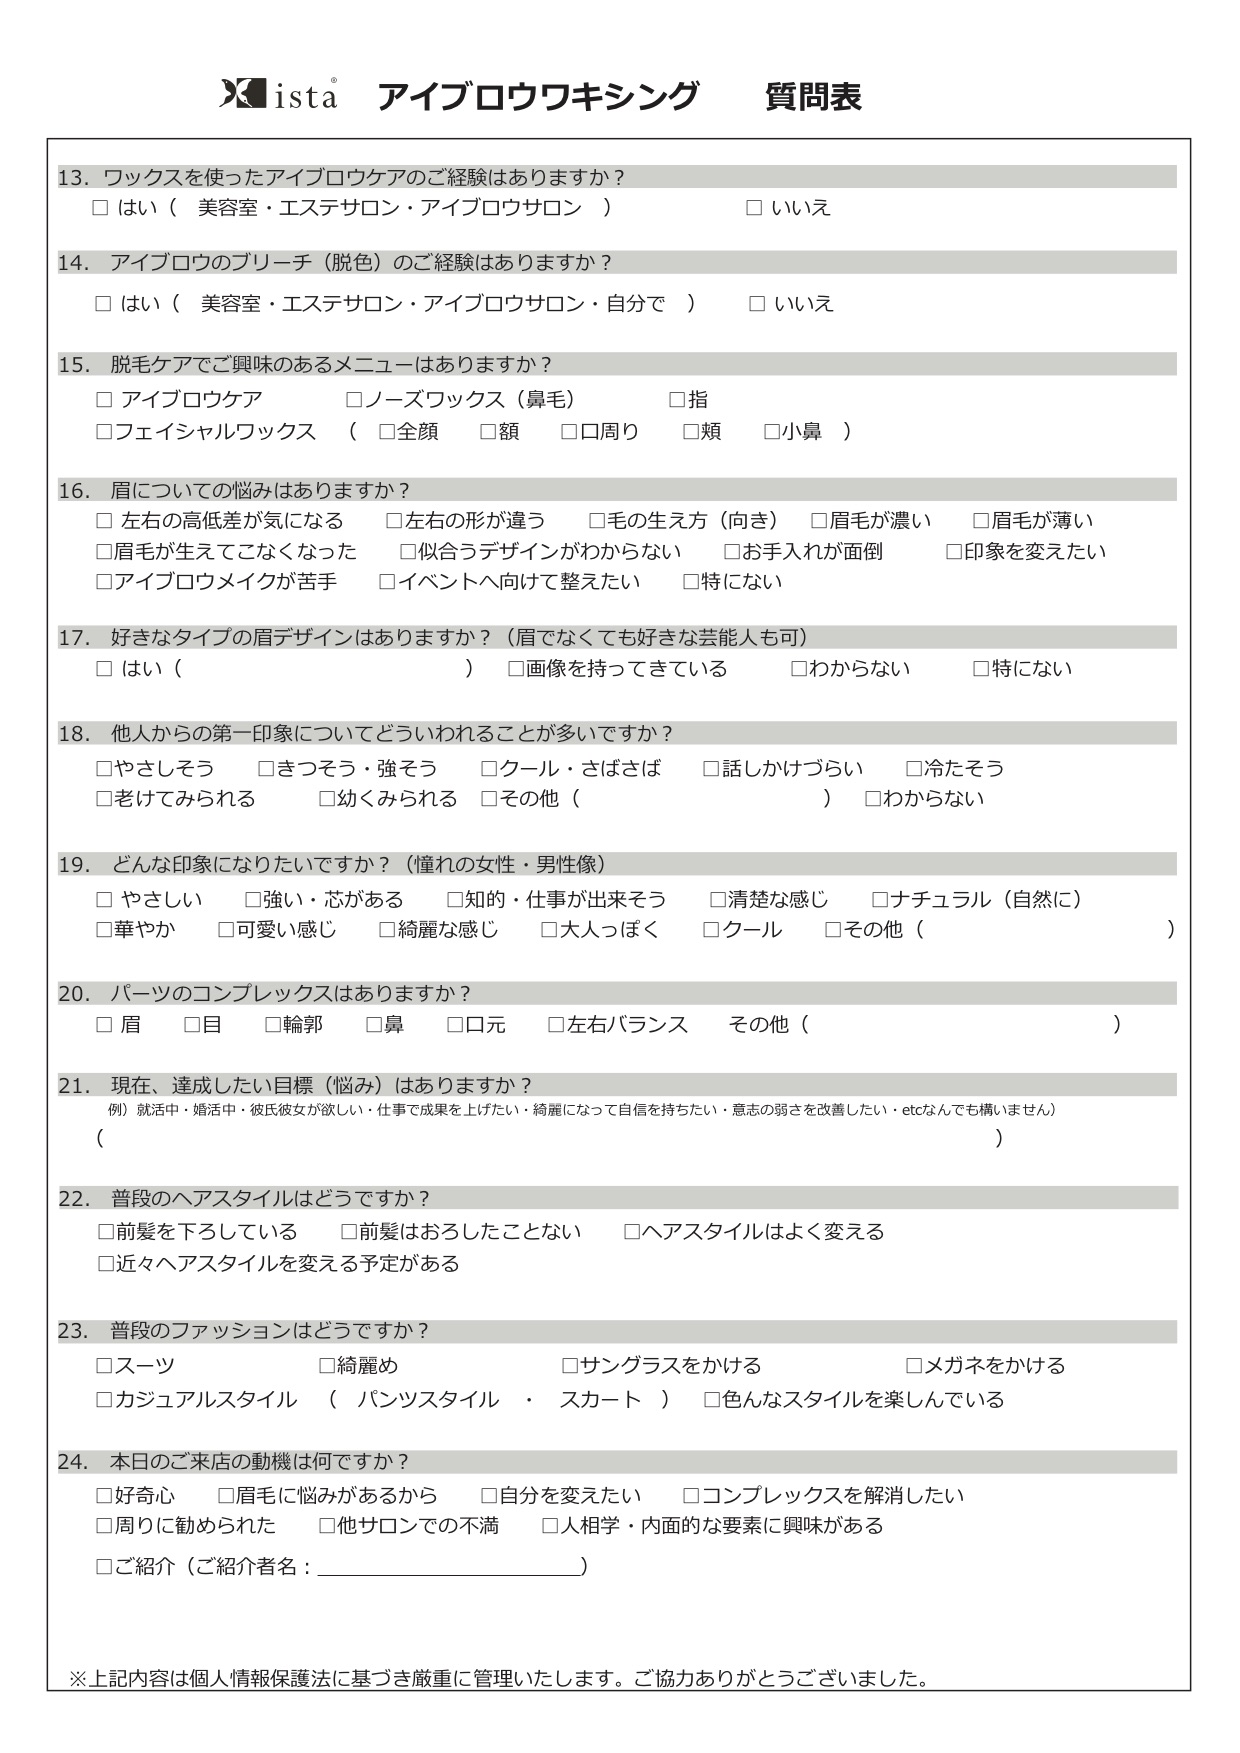 ista® アイブロウワキシング 質問表
13. ワックスを使ったアイブロウケアのご経験はありますか？
□ はい（ 美容室・エステサロン・アイブロウサロン ） □ いいえ
14. アイブロウのブリーチ（脱色）のご経験はありますか？
□ はい（ 美容室・エステサロン・アイブロウサロン・自分で ） □ いいえ
15. 脱毛ケアでご興味のあるメニューはありますか？
□ アイブロウケア □ノーズワックス（鼻毛） □指
□フェイシャルワックス （ □全顔 □額 □口周り □頬 □小鼻 ）
16. 眉についての悩みはありますか？
□ 左右の高低差が気になる □左右の形が違う □毛の生え方（向き） □眉毛が濃い □眉毛が薄い
□眉毛が生えてこなくなった □似合うデザインがわからない □お手入れが面倒 □印象を変えたい
□アイブロウメイクが苦手 □イベントへ向けて整えたい □特にない
17. 好きなタイプの眉デザインはありますか？（眉でなくても好きな芸能人も可）
□ はい（ ） □画像を持ってきている □わからない □特にない
18. 他人からの第一印象についてどういわれることが多いですか？
□やさしそう □きつそう・強そう □クール・さばさば □話しかけづらい □冷たそう
□老けてみられる □幼くみられる □その他（ ） □わからない
19. どんな印象になりたいですか？（憧れの女性・男性像）
□ やさしい □強い・芯がある □知的・仕事が出来そう □清楚な感じ □ナチュラル（自然に）
□華やか □可愛い感じ □綺麗な感じ □大人っぽく □クール □その他（ ）
20. パーツのコンプレックスはありますか？
□ 眉 □目 □輪郭 □鼻 □口元 □左右バランス その他（ ）
21. 現在、達成したい目標（悩み）はありますか？
例）就活中・婚活中・彼氏彼女が欲しい・仕事で成果を上げたい・綺麗になって自信を持ちたい・意志の弱さを改善したい・etcなんでも構いません）
（ ）
22. 普段のヘアスタイルはどうですか？
□前髪を下ろしている □前髪はおろしたことない □ヘアスタイルはよく変える
□近々ヘアスタイルを変える予定がある
23. 普段のファッションはどうですか？
□スーツ □綺麗め □サングラスをかける □メガネをかける
□カジュアルスタイル （ パンツスタイル ・ スカート ） □色んなスタイルを楽しんでいる
24. 本日のご来店の動機は何ですか？
□好奇心 □眉毛に悩みがあるから □自分を変えたい □コンプレックスを解消したい
□周りに勧められた □他サロンでの不満 □人相学・内面的な要素に興味がある
□ご紹介（ご紹介者名：＿＿＿＿＿＿＿＿＿＿＿＿＿）
※上記内容は個人情報保護法に基づき厳重に管理いたします。ご協力ありがとうございました。